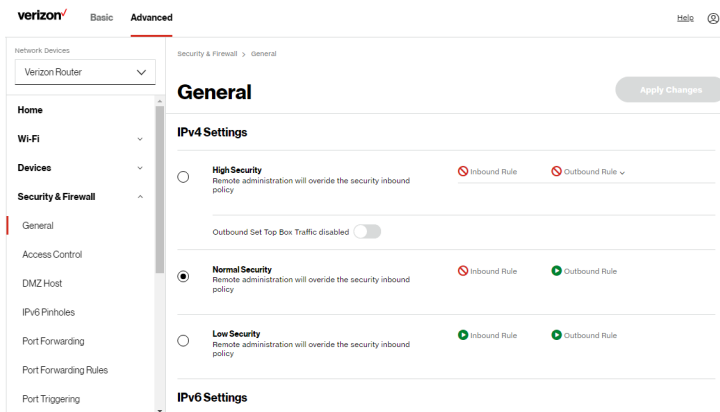 verizon
Basic
Advanced
Help
Network Devices
Verizon Router
Home
Wi-Fi
Devices
Security & Firewall
General
Access Control
DMZ Host
IPv6 Pinholes
Port Forwarding
Port Forwarding Rules
Port Triggering
Security & Firewall > General
General
Apply Changes
IPv4 Settings
High Security
Remote administration will overide the security inbound
policy
Inbound Rule
Outbound Rule
Outbound Set Top Box Traffic disabled
Normal Security
Remote administration will overide the security inbound
policy
Inbound Rule
Outbound Rule
Low Security
Remote administration will overide the security inbound
policy
Inbound Rule
Outbound Rule
IPv6 Settings